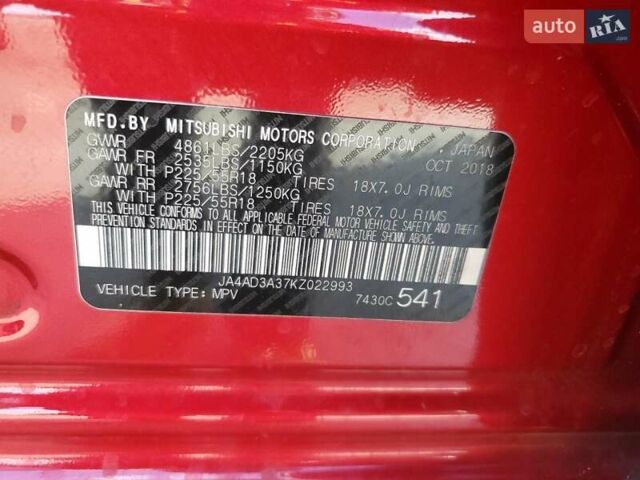 auto RIA .com
MFD.BY MITSUBISHI MOTORS CORPORATION, JAPAN
GVWR 4861LBS/2205KG OCT 2018
GAWR FR 2535LBS/1150KG
WITH P225/55R18 TIRES 18X7.0J RIMS
GAWR RR 2756LBS/1250KG
WITH P225/55R18 TIRES 18X7.0J RIMS
THIS VEHICLE CONFORMS TO ALL APPLICABLE FEDERAL MOTOR VEHICLE SAFETY AND THEFT
PREVENTION STANDARDS IN EFFECT ON THE DATE OF MANUFACTURE SHOWN ABOVE.
JA4AD3A37KZ022993
VEHICLE TYPE: MPV 7430C 541